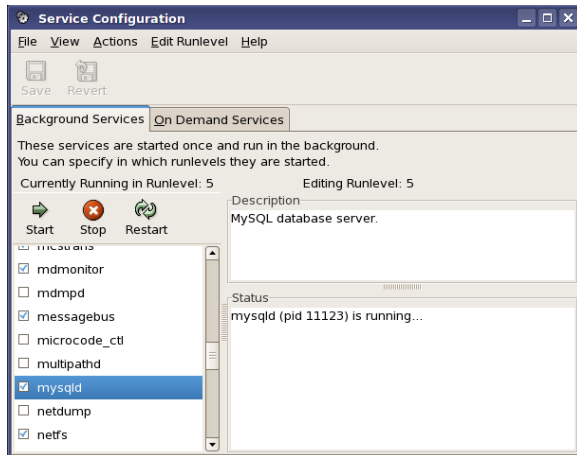 Service Configuration
File View Actions Edit Runlevel Help
Save Revert
Background Services On Demand Services
These services are started once and run in the background.
You can specify in which runlevels they are started.
Currently Running in Runlevel: 5 Editing Runlevel: 5
Start Stop Restart
mcstrans
mdmonitor
mdmpd
messagebus
microcode_ctl
multipathd
mysqld
netdump
netfs
Description
MySQL database server.
Status
mysqld (pid 11123) is running...